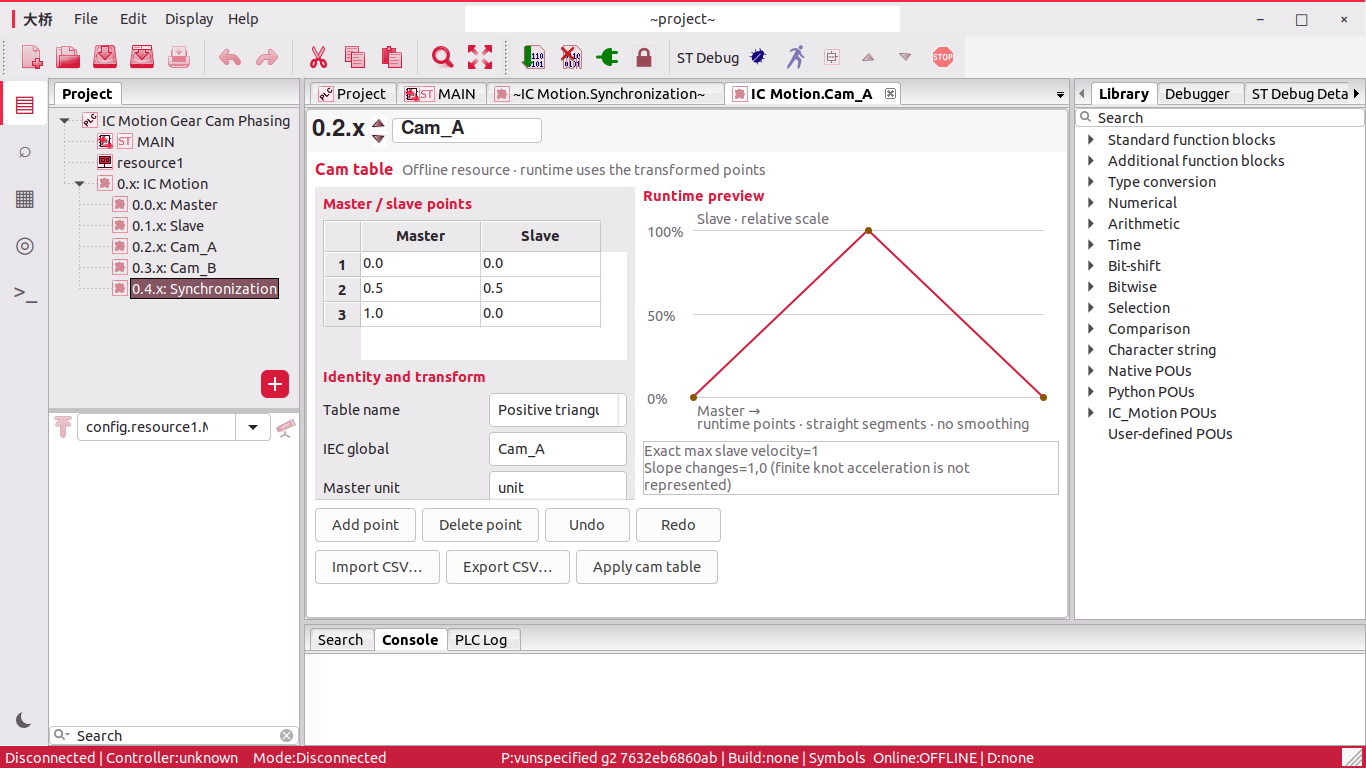 大桥 File Edit Display Help ~project~
ST Debug STOP
Project
IC Motion Gear Cam Phasing
ST MAIN
resource1
0.x: IC Motion
0.0.x: Master
0.1.x: Slave
0.2.x: Cam_A
0.3.x: Cam_B
0.4.x: Synchronization
config.resource1.
Search
Project ST MAIN ~IC Motion.Synchronization~ IC Motion.Cam_A
0.2.x Cam_A
Cam table Offline resource · runtime uses the transformed points
Master / slave points
Master Slave
1 0.0 0.0
2 0.5 0.5
3 1.0 0.0
Identity and transform
Table name Positive triangu
IEC global Cam_A
Master unit unit
Runtime preview
Slave · relative scale
100%
50%
0%
Master →
runtime points · straight segments · no smoothing
Exact max slave velocity=1
Slope changes=1,0 (finite knot acceleration is not
represented)
Add point Delete point Undo Redo
Import CSV... Export CSV... Apply cam table
Search Console PLC Log
Library Debugger ST Debug Deta
Search
Standard function blocks
Additional function blocks
Type conversion
Numerical
Arithmetic
Time
Bit-shift
Bitwise
Selection
Comparison
Character string
Native POUs
Python POUs
IC_Motion POUs
User-defined POUs
Disconnected | Controller:unknown Mode:Disconnected P:vunspecified g2 7632eb6860ab | Build:none | Symbols Online:OFFLINE | D:none